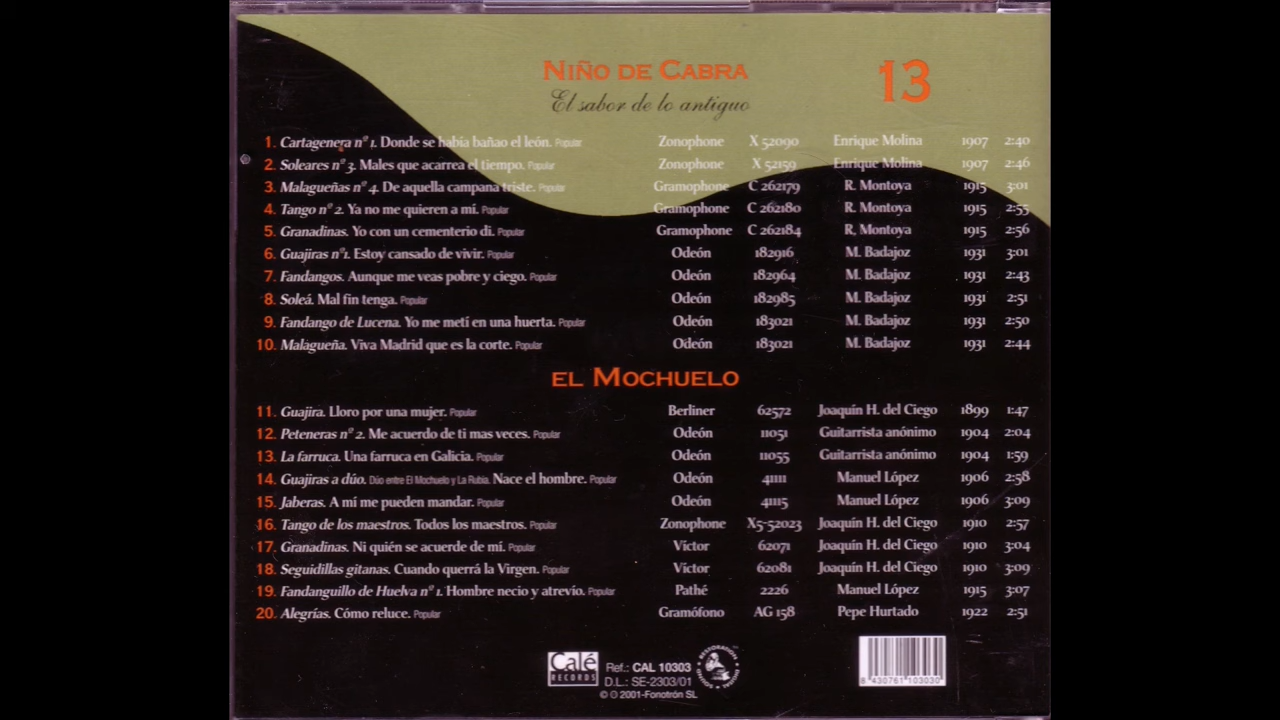 NIÑO DE CABRA
13
El sabor de lo antiguo
1. Cartagenera nº 1. Donde se había bañao el león. Popular Zonophone X 52090 Enrique Molina 1907 2:40
2. Soleares nº 3. Males que acarrea el tiempo. Popular Zonophone X 52159 Enrique Molina 1907 2:46
3. Malagueñas nº 4. De aquella campana triste. Popular Gramophone C 262179 R. Montoya 1915 3:01
4. Tango nº 2. Ya no me quieren a mí. Popular Gramophone C 262180 R. Montoya 1915 2:55
5. Granadinas. Yo con un cementerio di. Popular Gramophone C 262184 R, Montoya 1915 2:56
6. Guajiras nº1. Estoy cansado de vivir. Popular Odeón 182916 M. Badajoz 1931 3:01
7. Fandangos. Aunque me veas pobre y ciego. Popular Odeón 182964 M. Badajoz 1931 2:43
8. Soleá. Mal fin tenga. Popular Odeón 182985 M. Badajoz 1931 2:51
9. Fandango de Lucena. Yo me metí en una huerta. Popular Odeón 183021 M. Badajoz 1931 2:50
10. Malagueña. Viva Madrid que es la corte. Popular Odeón 183021 M. Badajoz 1931 2:44
EL MOCHUELO
11. Guajira. Lloro por una mujer. Popular Berliner 62572 Joaquín H. del Ciego 1899 1:47
12. Peteneras nº 2. Me acuerdo de ti mas veces. Popular Odeón 11051 Guitarrista anónimo 1904 2:04
13. La farruca. Una farruca en Galicia. Popular Odeón 11055 Guitarrista anónimo 1904 1:59
14. Guajiras a dúo. Dúo entre El Mochuelo y La Rubia. Nace el hombre. Popular Odeón 41111 Manuel López 1906 2:58
15. Jaberas. A mí me pueden mandar. Popular Odeón 41115 Manuel López 1906 3:09
16. Tango de los maestros. Todos los maestros. Popular Zonophone X5-52023 Joaquín H. del Ciego 1910 2:57
17. Granadinas. Ni quién se acuerde de mí. Popular Víctor 62071 Joaquín H. del Ciego 1910 3:04
18. Seguidillas gitanas. Cuando querrá la Virgen. Popular Víctor 62081 Joaquín H. del Ciego 1910 3:09
19. Fandanguillo de Huelva nº 1. Hombre necio y atrevío. Popular Pathé 2226 Manuel López 1915 3:07
20. Alegrías. Cómo reluce. Popular Gramófono AG 158 Pepe Hurtado 1922 2:51
Calé
RECORDS
Ref.: CAL 10303
D.L.: SE-2303/01
© ℗ 2001-Fonotrón SL
RESTORATION
8 430761 103030